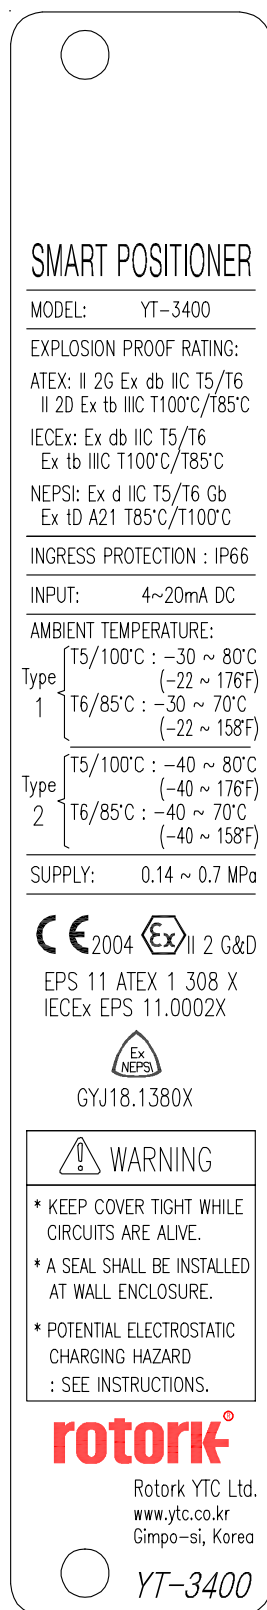 SMART POSITIONER
MODEL: YT-3400
EXPLOSION PROOF RATING:
ATEX: II 2G Ex db IIC T5/T6
II 2D Ex tb IIIC T100°C/T85°C
IECEx: Ex db IIC T5/T6
Ex tb IIIC T100°C/T85°C
NEPSI: Ex d IIC T5/T6 Gb
Ex tD A21 T85°C/T100°C
INGRESS PROTECTION : IP66
INPUT: 4~20mA DC
AMBIENT TEMPERATURE:
Type 1
T5/100°C : -30 ~ 80°C
(-22 ~ 176°F)
T6/85°C : -30 ~ 70°C
(-22 ~ 158°F)
Type 2
T5/100°C : -40 ~ 80°C
(-40 ~ 176°F)
T6/85°C : -40 ~ 70°C
(-40 ~ 158°F)
SUPPLY: 0.14 ~ 0.7 MPa
CE 2004 Ex II 2 G&D
EPS 11 ATEX 1 308 X
IECEx EPS 11.0002X
Ex
NEPSI
GYJ18.1380X
! WARNING
* KEEP COVER TIGHT WHILE
CIRCUITS ARE ALIVE.
* A SEAL SHALL BE INSTALLED
AT WALL ENCLOSURE.
* POTENTIAL ELECTROSTATIC
CHARGING HAZARD
: SEE INSTRUCTIONS.
rotork®
Rotork YTC Ltd.
www.ytc.co.kr
Gimpo-si, Korea
YT-3400